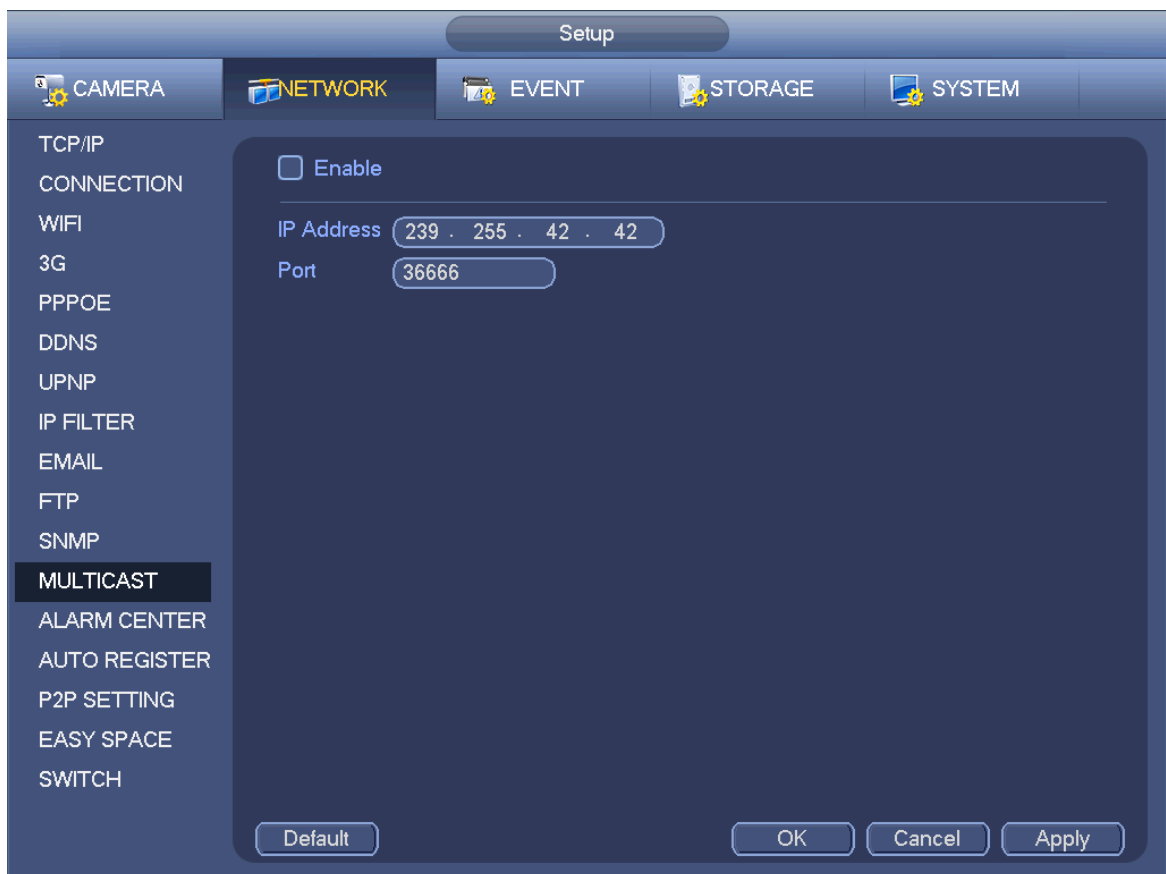 Setup
CAMERA NETWORK EVENT STORAGE SYSTEM
TCP/IP
CONNECTION
WIFI
3G
PPPOE
DDNS
UPNP
IP FILTER
EMAIL
FTP
SNMP
MULTICAST
ALARM CENTER
AUTO REGISTER
P2P SETTING
EASY SPACE
SWITCH
Enable
IP Address 239 . 255 . 42 . 42
Port 36666
Default OK Cancel Apply